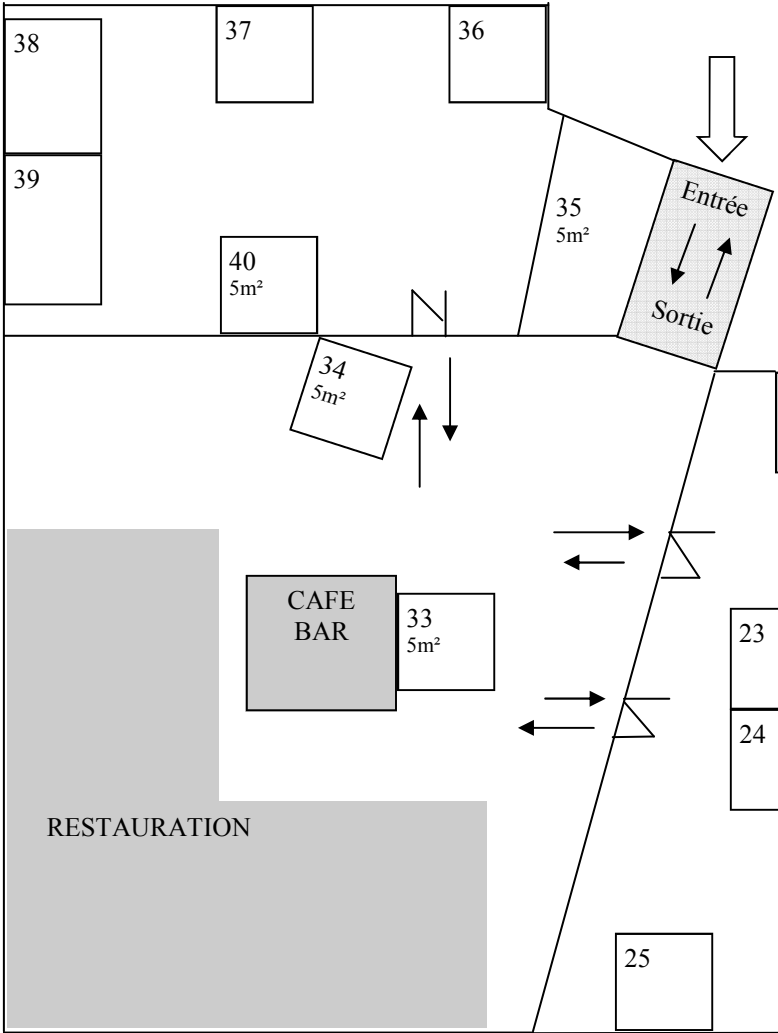 38
37
36
39
Entrée
35
5m²
40
5m²
Sortie
34
5m²
CAFE
BAR
33
5m²
23
24
RESTAURATION
25